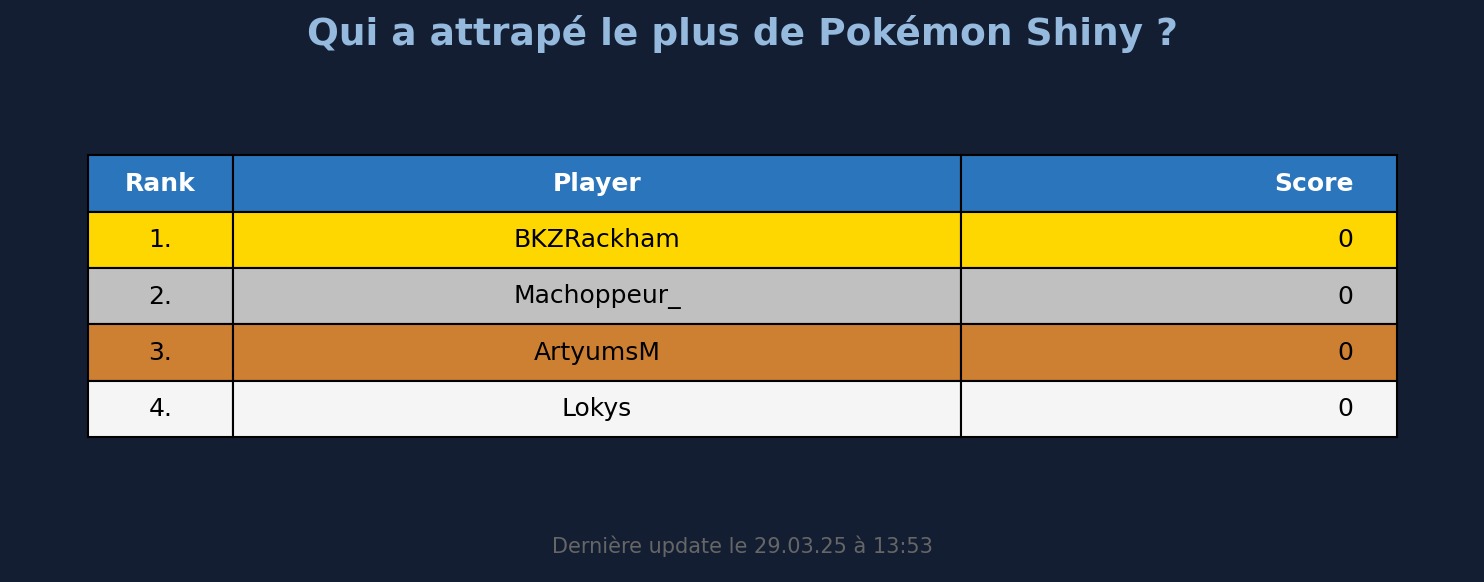 Qui a attrapé le plus de Pokémon Shiny ?
Rank Player Score
1. BKZRackham 0
2. Machoppeur_ 0
3. ArtyumsM 0
4. Lokys 0
Dernière update le 29.03.25 à 13:53